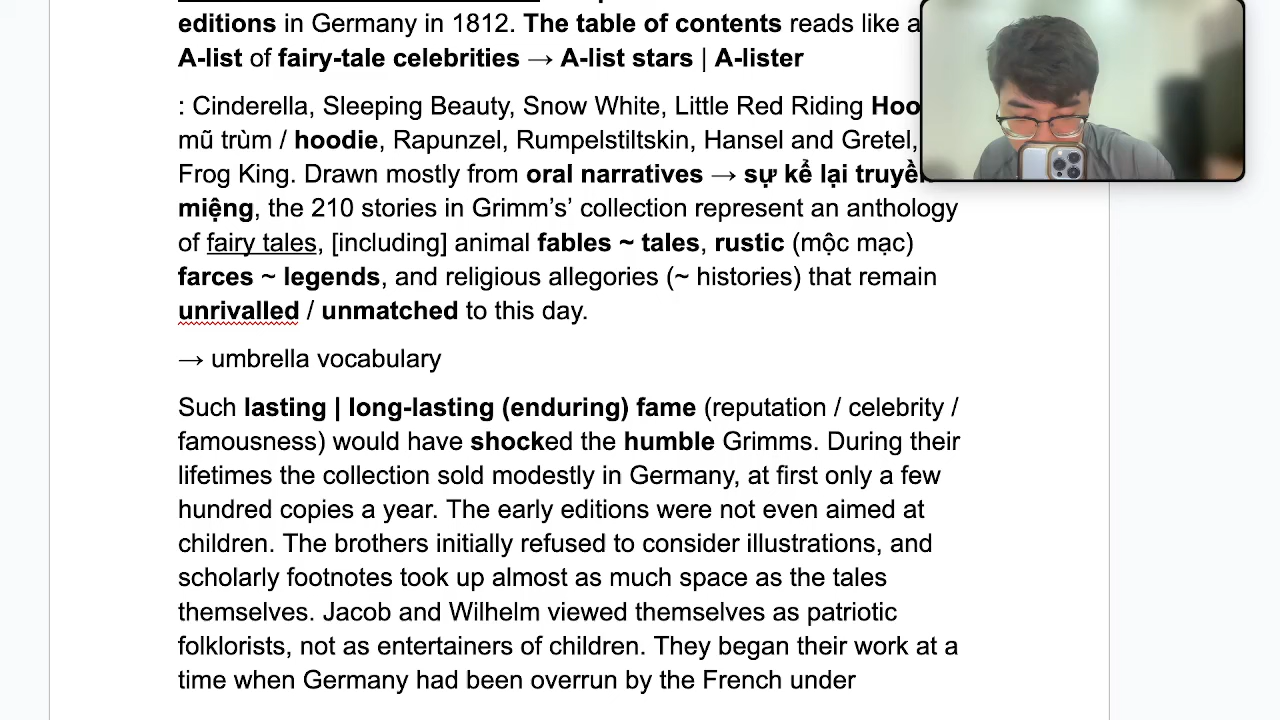 editions in Germany in 1812. The table of contents reads like a
A-list of fairy-tale celebrities → A-list stars | A-lister
: Cinderella, Sleeping Beauty, Snow White, Little Red Riding
mũ trùm / hoodie, Rapunzel, Rumpelstiltskin, Hansel and Gretel,
Frog King. Drawn mostly from oral narratives → sự kể lại
miệng, the 210 stories in Grimm’s’ collection represent an anthology
of fairy tales, [including] animal fables ~ tales, rustic (mộc mạc)
farces ~ legends, and religious allegories (~ histories) that remain
unrivalled / unmatched to this day.
→ umbrella vocabulary
Such lasting | long-lasting (enduring) fame (reputation / celebrity /
famousness) would have shocked the humble Grimms. During their
lifetimes the collection sold modestly in Germany, at first only a few
hundred copies a year. The early editions were not even aimed at
children. The brothers initially refused to consider illustrations, and
scholarly footnotes took up almost as much space as the tales
themselves. Jacob and Wilhelm viewed themselves as patriotic
folklorists, not as entertainers of children. They began their work at a
time when Germany had been overrun by the French under